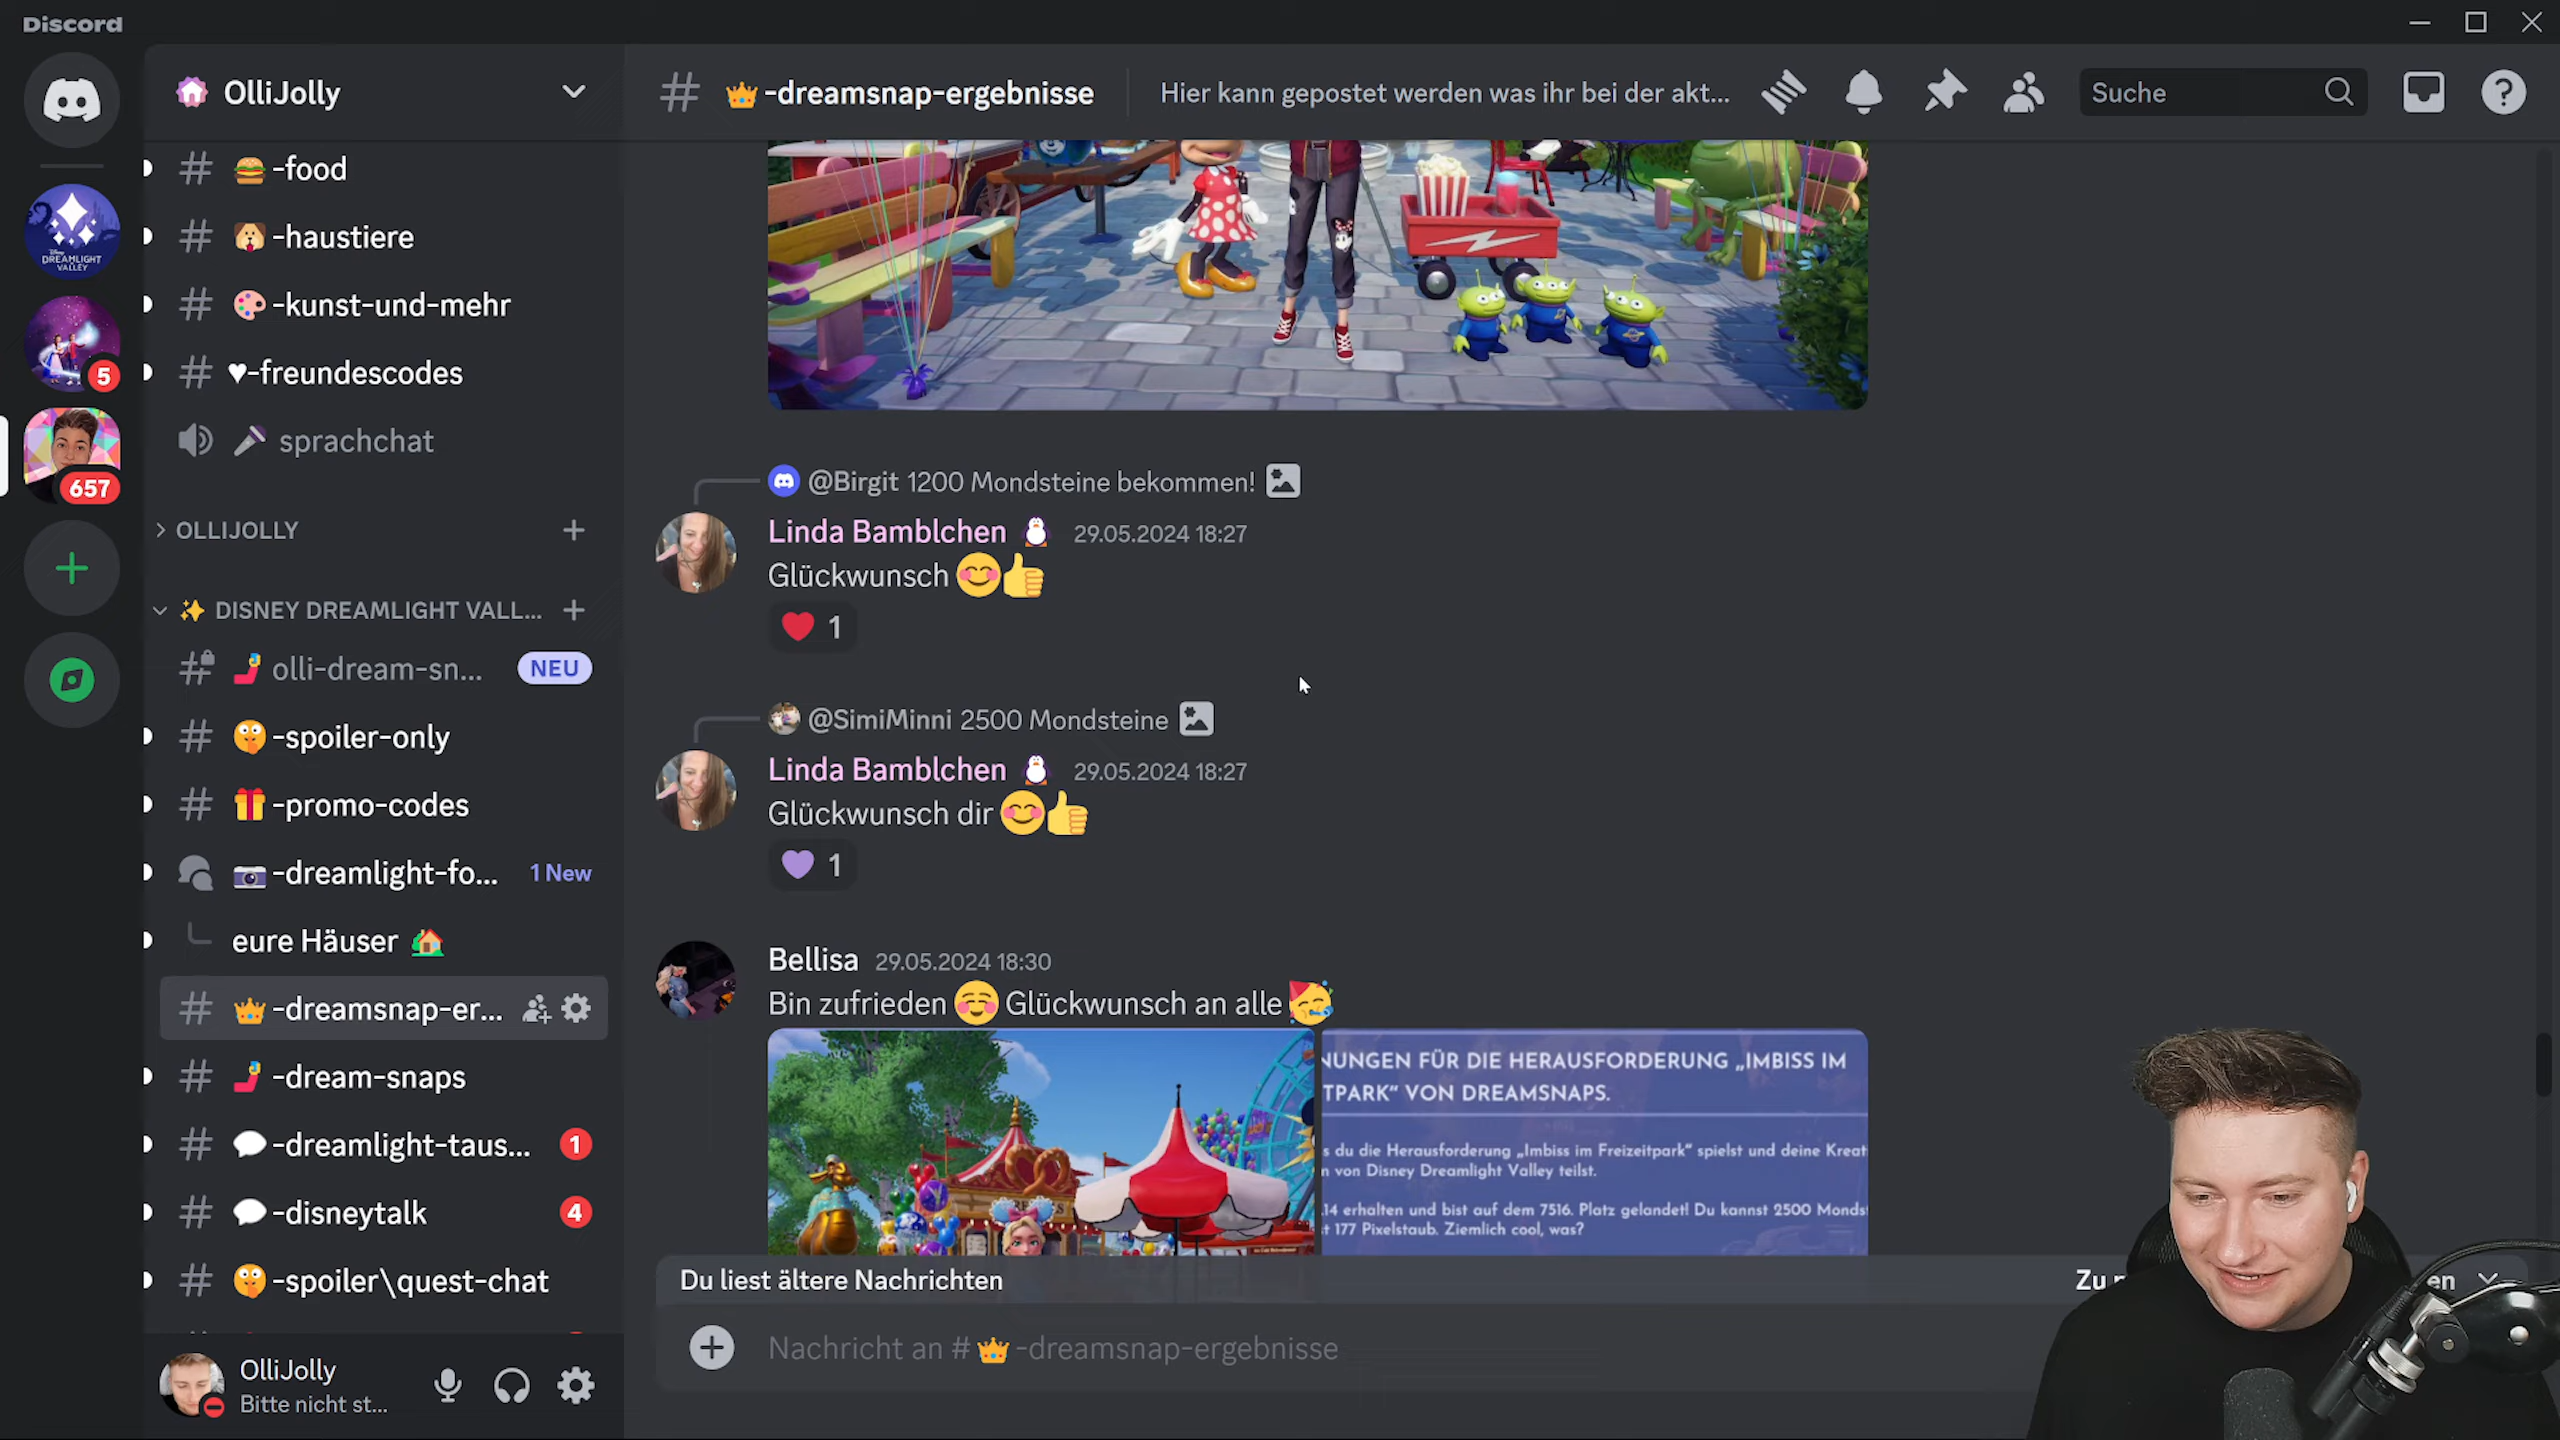 Discord
OlliJolly
-dreamsnap-ergebnisse
Hier kann gepostet werden was ihr bei der akt...
Suche
-food
-haustiere
-kunst-und-mehr
♥-freundescodes
sprachchat
DREAMLIGHT
VALLEY
5
657
OLLIJOLLY
DISNEY DREAMLIGHT VALL...
olli-dream-sn...
NEU
-spoiler-only
-promo-codes
-dreamlight-fo...
1 New
eure Häuser
-dreamsnap-er...
-dream-snaps
-dreamlight-taus...
1
-disneytalk
4
-spoiler\quest-chat
OlliJolly
Bitte nicht st...
@Birgit 1200 Mondsteine bekommen!
Linda Bamblchen 29.05.2024 18:27
Glückwunsch 😊👍
❤️ 1
@SimiMinni 2500 Mondsteine
Linda Bamblchen 29.05.2024 18:27
Glückwunsch dir 😊👍
💜 1
Bellisa 29.05.2024 18:30
Bin zufrieden ☺️ Glückwunsch an alle 🥳
NUNGEN FÜR DIE HERAUSFORDERUNG „IMBISS IM
TPARK“ VON DREAMSNAPS.
s du die Herausforderung „Imbiss im Freizeitpark“ spielst und deine Kreat
n von Disney Dreamlight Valley teilst.
.14 erhalten und bist auf dem 7516. Platz gelandet! Du kannst 2500 Monds
t 177 Pixelstaub. Ziemlich cool, was?
Du liest ältere Nachrichten
Zu
en
Nachricht an # 👑-dreamsnap-ergebnisse